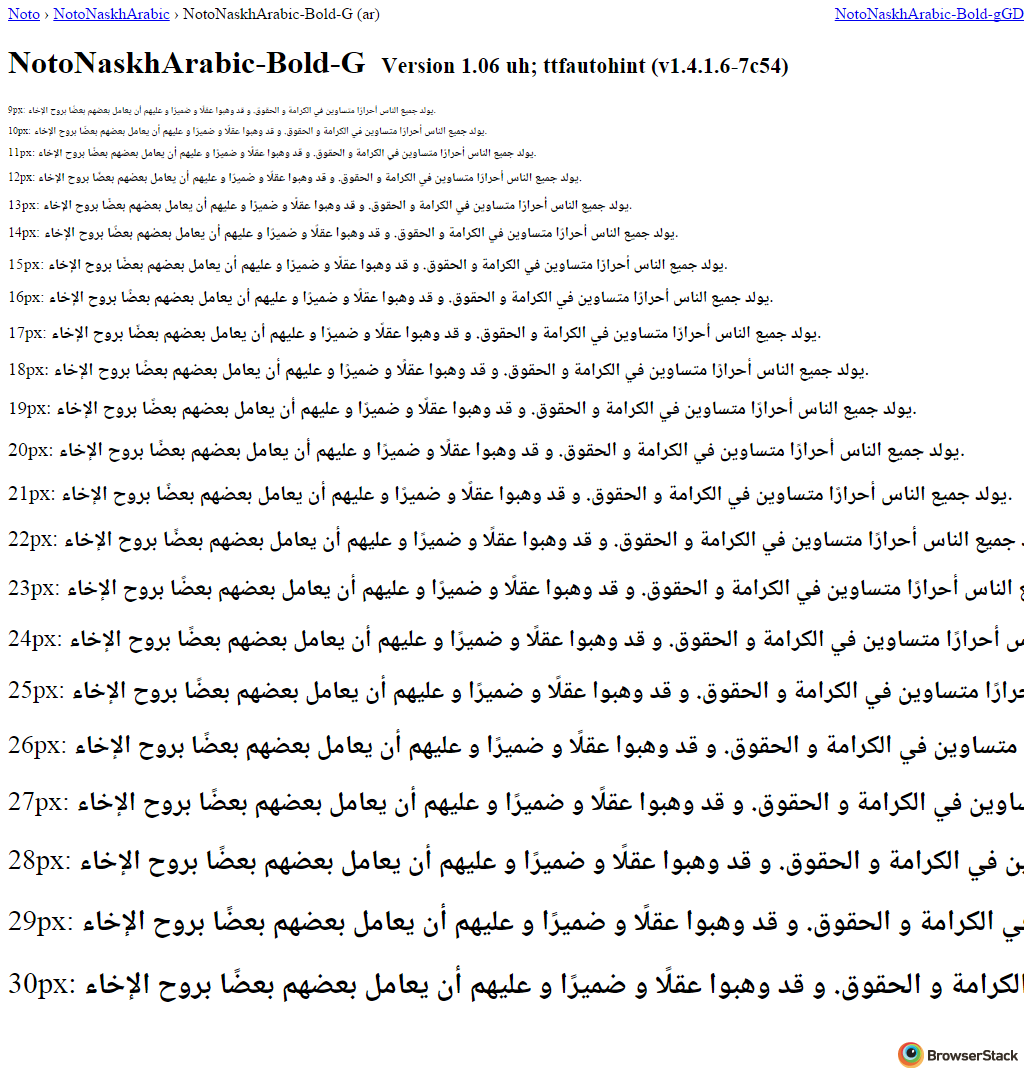 Noto › NotoNaskhArabic › NotoNaskhArabic-Bold-G (ar) NotoNaskhArabic-Bold-gGD
NotoNaskhArabic-Bold-G Version 1.06 uh; ttfautohint (v1.4.1.6-7c54)
9px: يولد جميع الناس أحرارًا متساوين في الكرامة و الحقوق. و قد وهبوا عقلًا و ضميرًا و عليهم أن يعامل بعضهم بعضًا بروح الإخاء.
10px: يولد جميع الناس أحرارًا متساوين في الكرامة و الحقوق. و قد وهبوا عقلًا و ضميرًا و عليهم أن يعامل بعضهم بعضًا بروح الإخاء.
11px: يولد جميع الناس أحرارًا متساوين في الكرامة و الحقوق. و قد وهبوا عقلًا و ضميرًا و عليهم أن يعامل بعضهم بعضًا بروح الإخاء.
12px: يولد جميع الناس أحرارًا متساوين في الكرامة و الحقوق. و قد وهبوا عقلًا و ضميرًا و عليهم أن يعامل بعضهم بعضًا بروح الإخاء.
13px: يولد جميع الناس أحرارًا متساوين في الكرامة و الحقوق. و قد وهبوا عقلًا و ضميرًا و عليهم أن يعامل بعضهم بعضًا بروح الإخاء.
14px: يولد جميع الناس أحرارًا متساوين في الكرامة و الحقوق. و قد وهبوا عقلًا و ضميرًا و عليهم أن يعامل بعضهم بعضًا بروح الإخاء.
15px: يولد جميع الناس أحرارًا متساوين في الكرامة و الحقوق. و قد وهبوا عقلًا و ضميرًا و عليهم أن يعامل بعضهم بعضًا بروح الإخاء.
16px: يولد جميع الناس أحرارًا متساوين في الكرامة و الحقوق. و قد وهبوا عقلًا و ضميرًا و عليهم أن يعامل بعضهم بعضًا بروح الإخاء.
17px: يولد جميع الناس أحرارًا متساوين في الكرامة و الحقوق. و قد وهبوا عقلًا و ضميرًا و عليهم أن يعامل بعضهم بعضًا بروح الإخاء.
18px: يولد جميع الناس أحرارًا متساوين في الكرامة و الحقوق. و قد وهبوا عقلًا و ضميرًا و عليهم أن يعامل بعضهم بعضًا بروح الإخاء.
19px: يولد جميع الناس أحرارًا متساوين في الكرامة و الحقوق. و قد وهبوا عقلًا و ضميرًا و عليهم أن يعامل بعضهم بعضًا بروح الإخاء.
20px: يولد جميع الناس أحرارًا متساوين في الكرامة و الحقوق. و قد وهبوا عقلًا و ضميرًا و عليهم أن يعامل بعضهم بعضًا بروح الإخاء.
21px: يولد جميع الناس أحرارًا متساوين في الكرامة و الحقوق. و قد وهبوا عقلًا و ضميرًا و عليهم أن يعامل بعضهم بعضًا بروح الإخاء.
22px: جميع الناس أحرارًا متساوين في الكرامة و الحقوق. و قد وهبوا عقلًا و ضميرًا و عليهم أن يعامل بعضهم بعضًا بروح الإخاء
23px: الناس أحرارًا متساوين في الكرامة و الحقوق. و قد وهبوا عقلًا و ضميرًا و عليهم أن يعامل بعضهم بعضًا بروح الإخاء
24px: أحرارًا متساوين في الكرامة و الحقوق. و قد وهبوا عقلًا و ضميرًا و عليهم أن يعامل بعضهم بعضًا بروح الإخاء
25px: متساوين في الكرامة و الحقوق. و قد وهبوا عقلًا و ضميرًا و عليهم أن يعامل بعضهم بعضًا بروح الإخاء
26px: متساوين في الكرامة و الحقوق. و قد وهبوا عقلًا و ضميرًا و عليهم أن يعامل بعضهم بعضًا بروح الإخاء
27px: في الكرامة و الحقوق. و قد وهبوا عقلًا و ضميرًا و عليهم أن يعامل بعضهم بعضًا بروح الإخاء
28px: في الكرامة و الحقوق. و قد وهبوا عقلًا و ضميرًا و عليهم أن يعامل بعضهم بعضًا بروح الإخاء
29px: في الكرامة و الحقوق. و قد وهبوا عقلًا و ضميرًا و عليهم أن يعامل بعضهم بعضًا بروح الإخاء
30px: الكرامة و الحقوق. و قد وهبوا عقلًا و ضميرًا و عليهم أن يعامل بعضهم بعضًا بروح الإخاء
BrowserStack